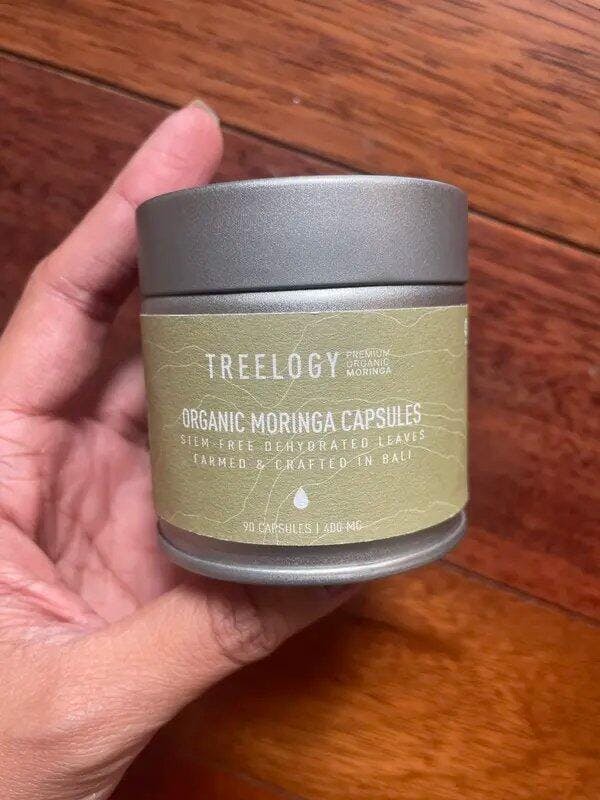 TREELOGY PREMIUM
ORGANIC
MORINGA
ORGANIC MORINGA CAPSULES
STEM-FREE DEHYDRATED LEAVES
FARMED & CRAFTED IN BALI
90 CAPSULES | 400 MG